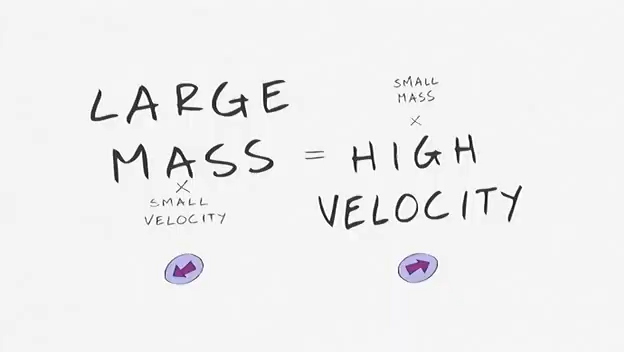 LARGE
MASS
×
SMALL
VELOCITY
=
SMALL
MASS
×
HIGH
VELOCITY